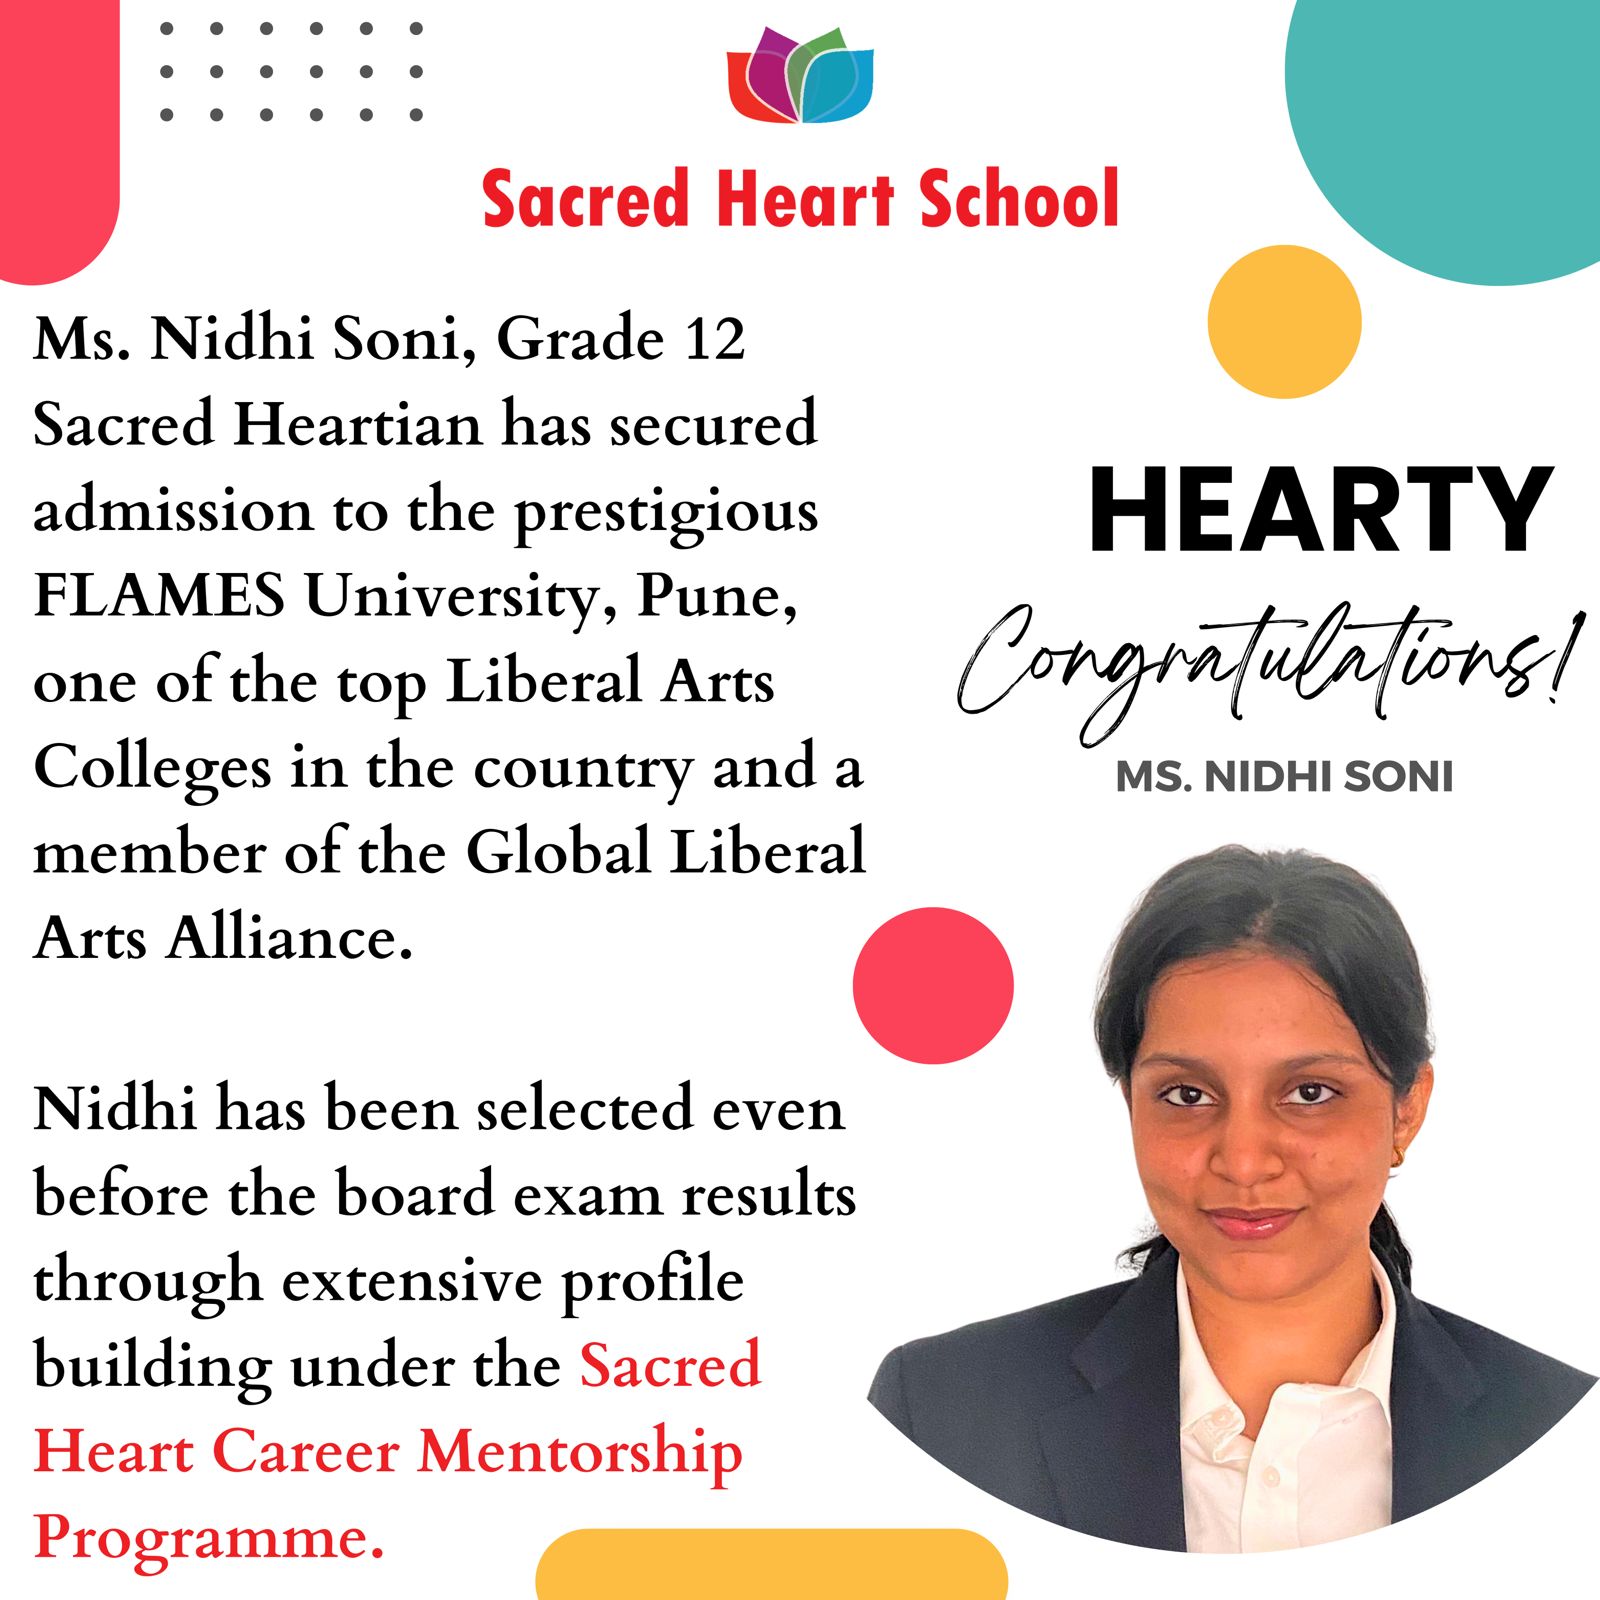 Sacred Heart School
Ms. Nidhi Soni, Grade 12
Sacred Heartian has secured
admission to the prestigious
FLAMES University, Pune,
one of the top Liberal Arts
Colleges in the country and a
member of the Global Liberal
Arts Alliance.
Nidhi has been selected even
before the board exam results
through extensive profile
building under the Sacred
Heart Career Mentorship
Programme.
HEARTY
Congratulations!
MS. NIDHI SONI